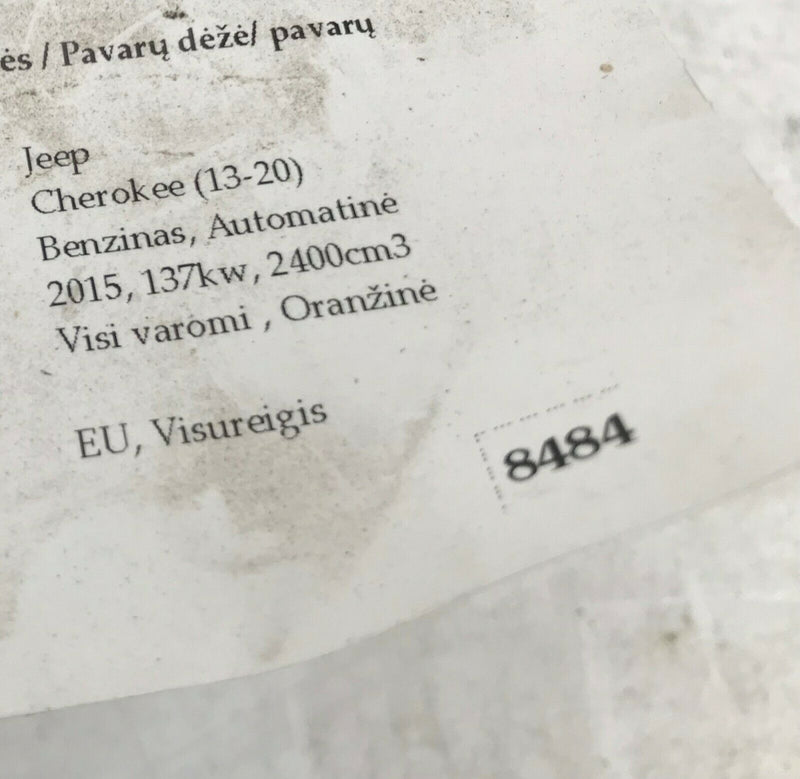 ės / Pavarų dėžė/ pavarų
Jeep
Cherokee (13-20)
Benzinas, Automatinė
2015, 137kw, 2400cm3
Visi varomi , Oranžinė
EU, Visureigis
8484